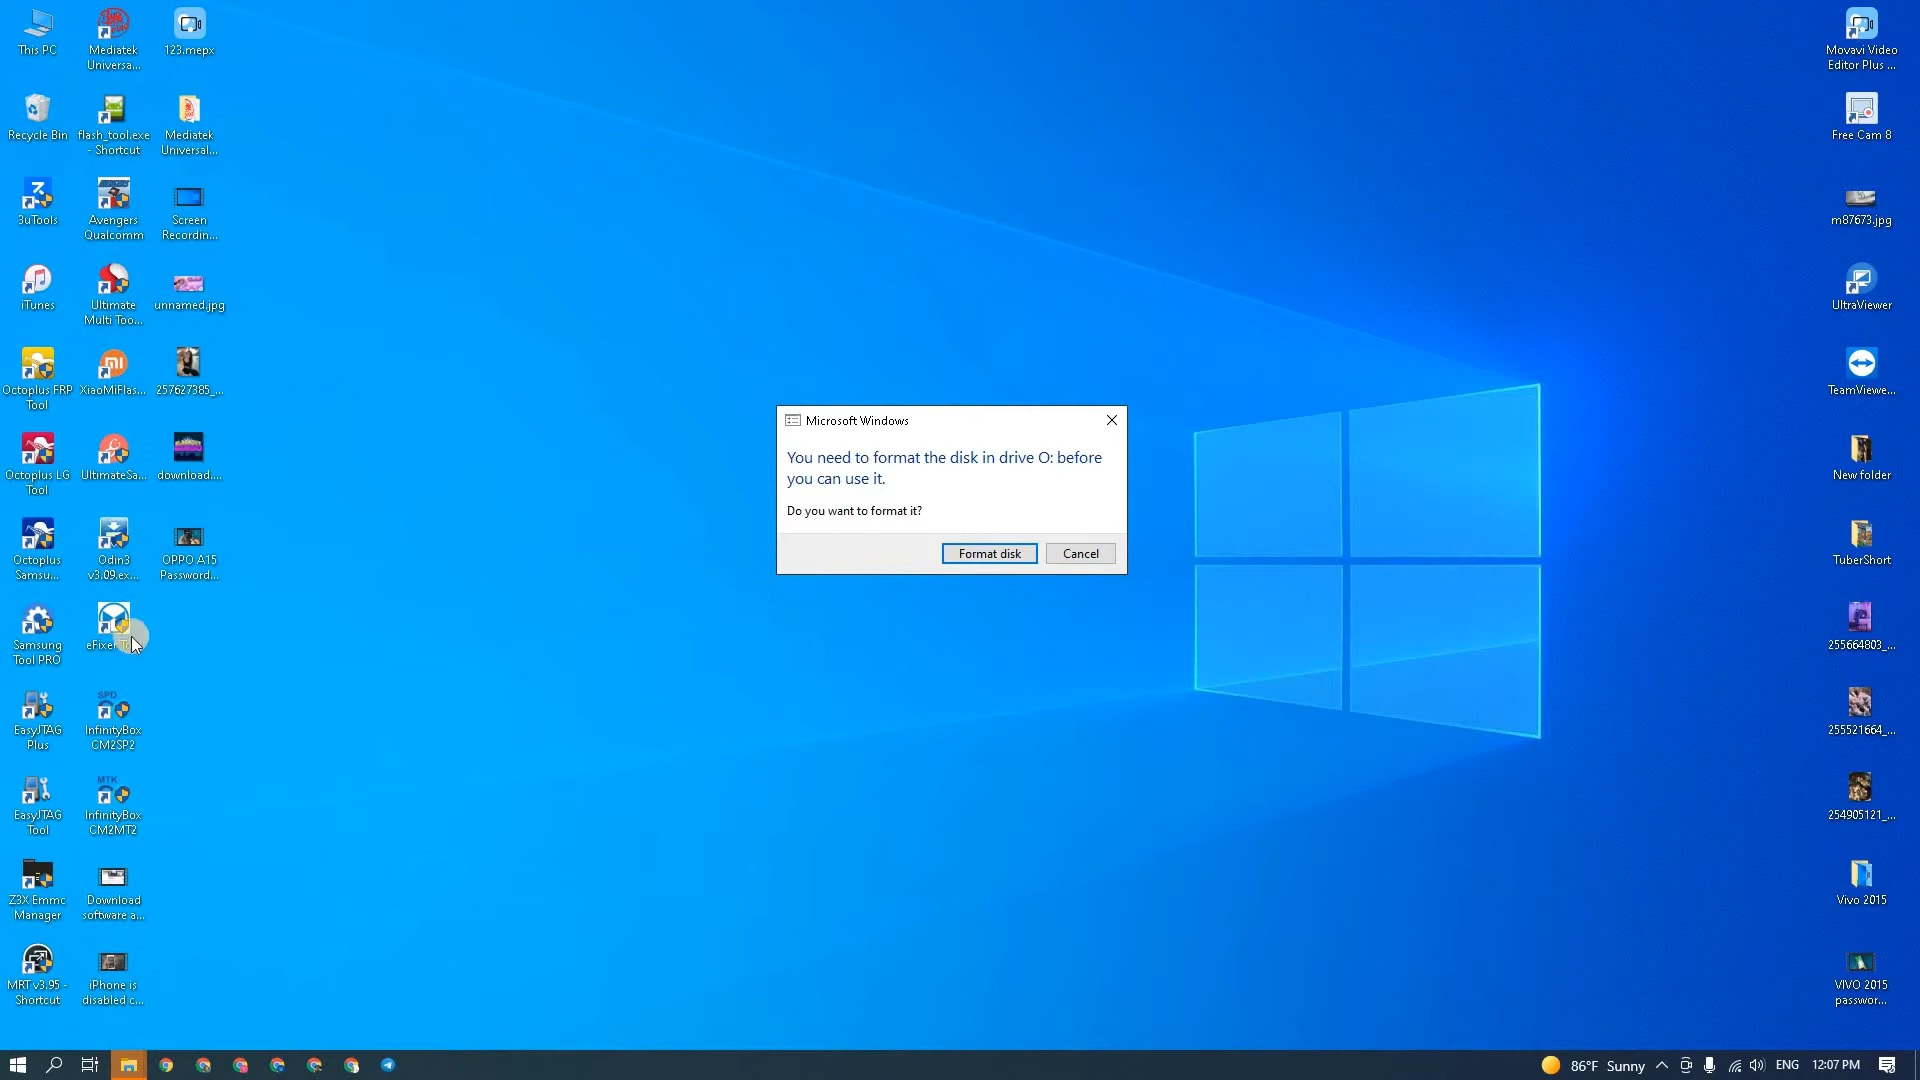 This PC
Mediatek
Universa...
123.mepx
Recycle Bin
flash_tool.exe
- Shortcut
Mediatek
Universal...
3uTools
Avengers
Qualcomm
Screen
Recordin...
iTunes
Ultimate
Multi Too...
unnamed.jpg
Octoplus FRP
Tool
XiaoMiFlas...
257627385_...
Octoplus LG
Tool
UltimateSa...
download....
Octoplus
Samsu...
Odin3
v3.09.ex...
OPPO A15
Password...
Samsung
Tool PRO
eFixer
EasyJTAG
Plus
SPD
InfinityBox
CM2SP2
EasyJTAG
Tool
MTK
InfinityBox
CM2MT2
Z3X Emmc
Manager
Download
software a...
MRT v3.95 -
Shortcut
iPhone is
disabled c...
Microsoft Windows
You need to format the disk in drive O: before
you can use it.
Do you want to format it?
Format disk
Cancel
Movavi Video
Editor Plus ...
Free Cam 8
m87673.jpg
UltraViewer
TeamViewe...
New folder
TuberShort
255664803_...
255521664_...
254905121_...
Vivo 2015
VIVO 2015
passwor...
86°F Sunny
ENG
12:07 PM